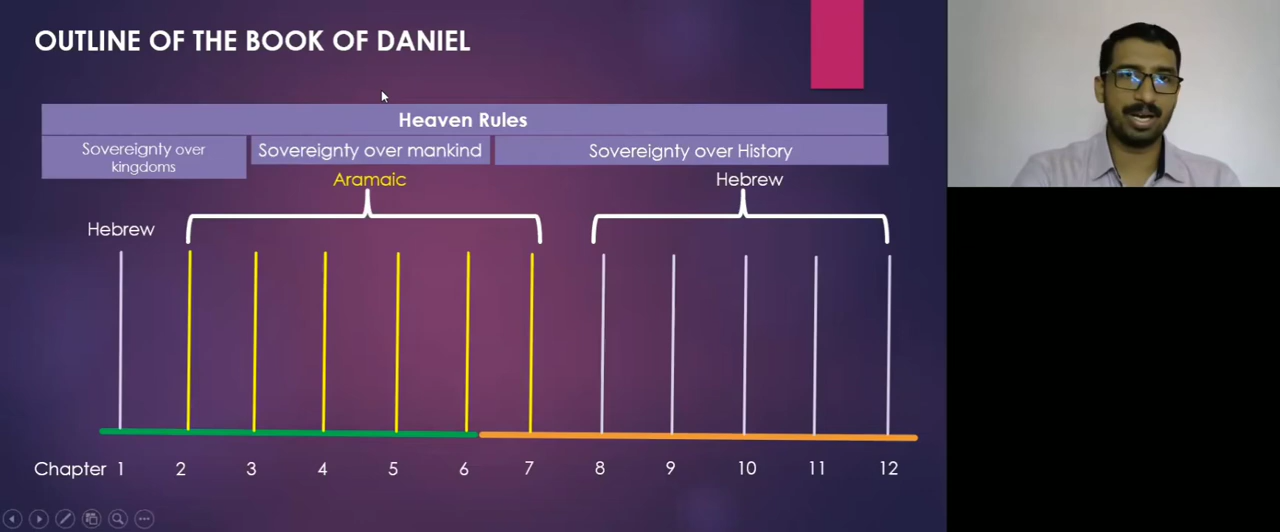 OUTLINE OF THE BOOK OF DANIEL
Heaven Rules
Sovereignty over
kingdoms
Sovereignty over mankind
Sovereignty over History
Aramaic
Hebrew
Hebrew
Chapter 1 2 3 4 5 6 7 8 9 10 11 12